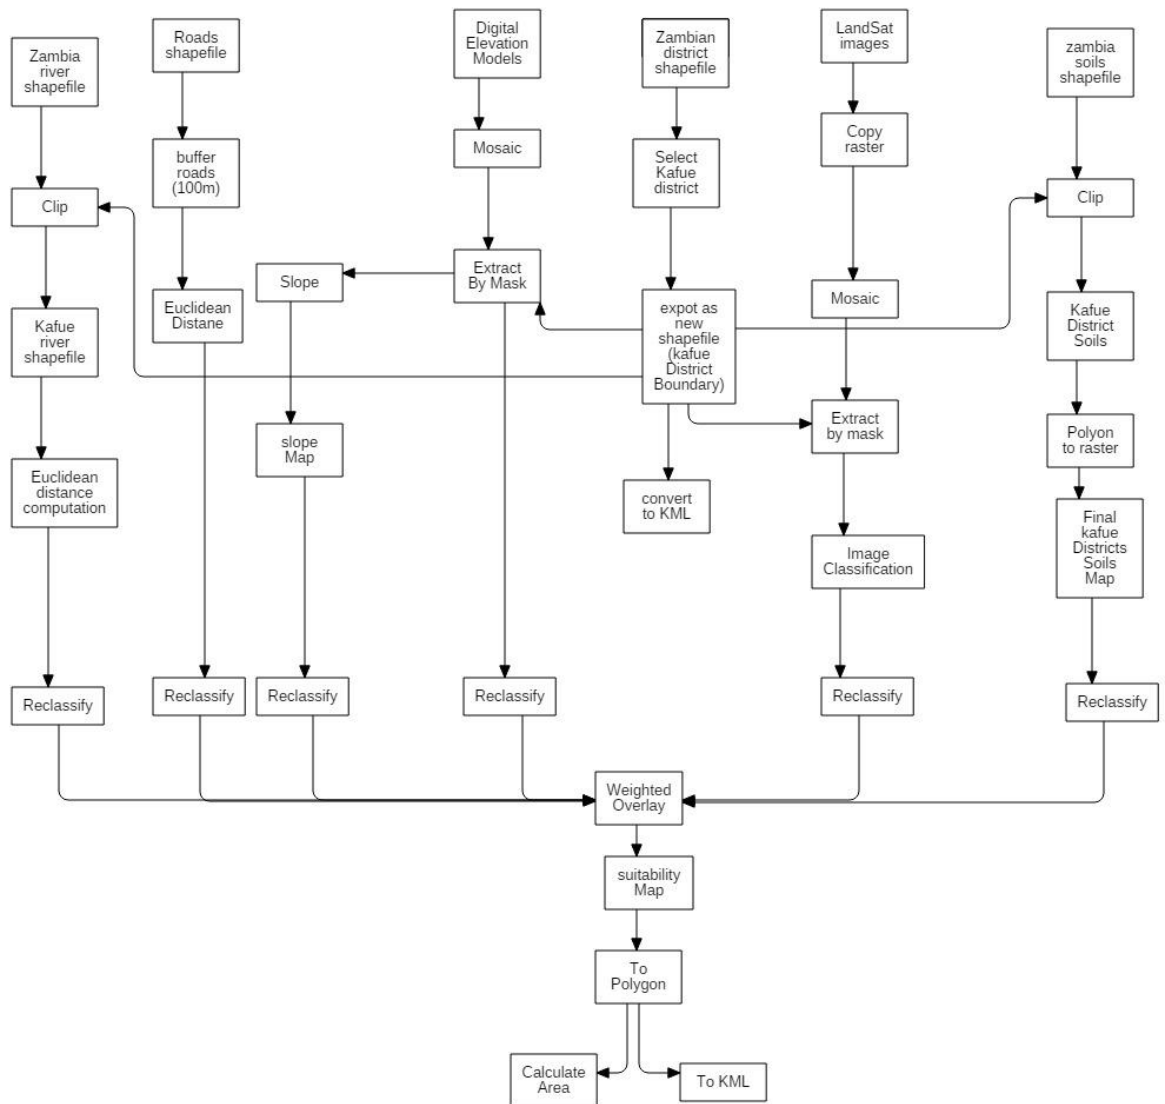 Zambia
river
shapefile
Roads
shapefile
Digital
Elevation
Models
Zambian
district
shapefile
LandSat
images
zambia
soils
shapefile
buffer
roads
(100m)
Mosaic
Select
Kafue
district
Copy
raster
Clip
Clip
Slope
Extract
By Mask
Euclidean
Distane
expot as
new
shapefile
(kafue
District
Boundary)
Mosaic
Kafue
District
Soils
Kafue
river
shapefile
slope
Map
Extract
by mask
Polyon
to raster
Euclidean
distance
computation
convert
to KML
Image
Classification
Final
kafue
Districts
Soils
Map
Reclassify
Reclassify
Reclassify
Reclassify
Reclassify
Reclassify
Weighted
Overlay
suitability
Map
To
Polygon
Calculate
Area
To KML